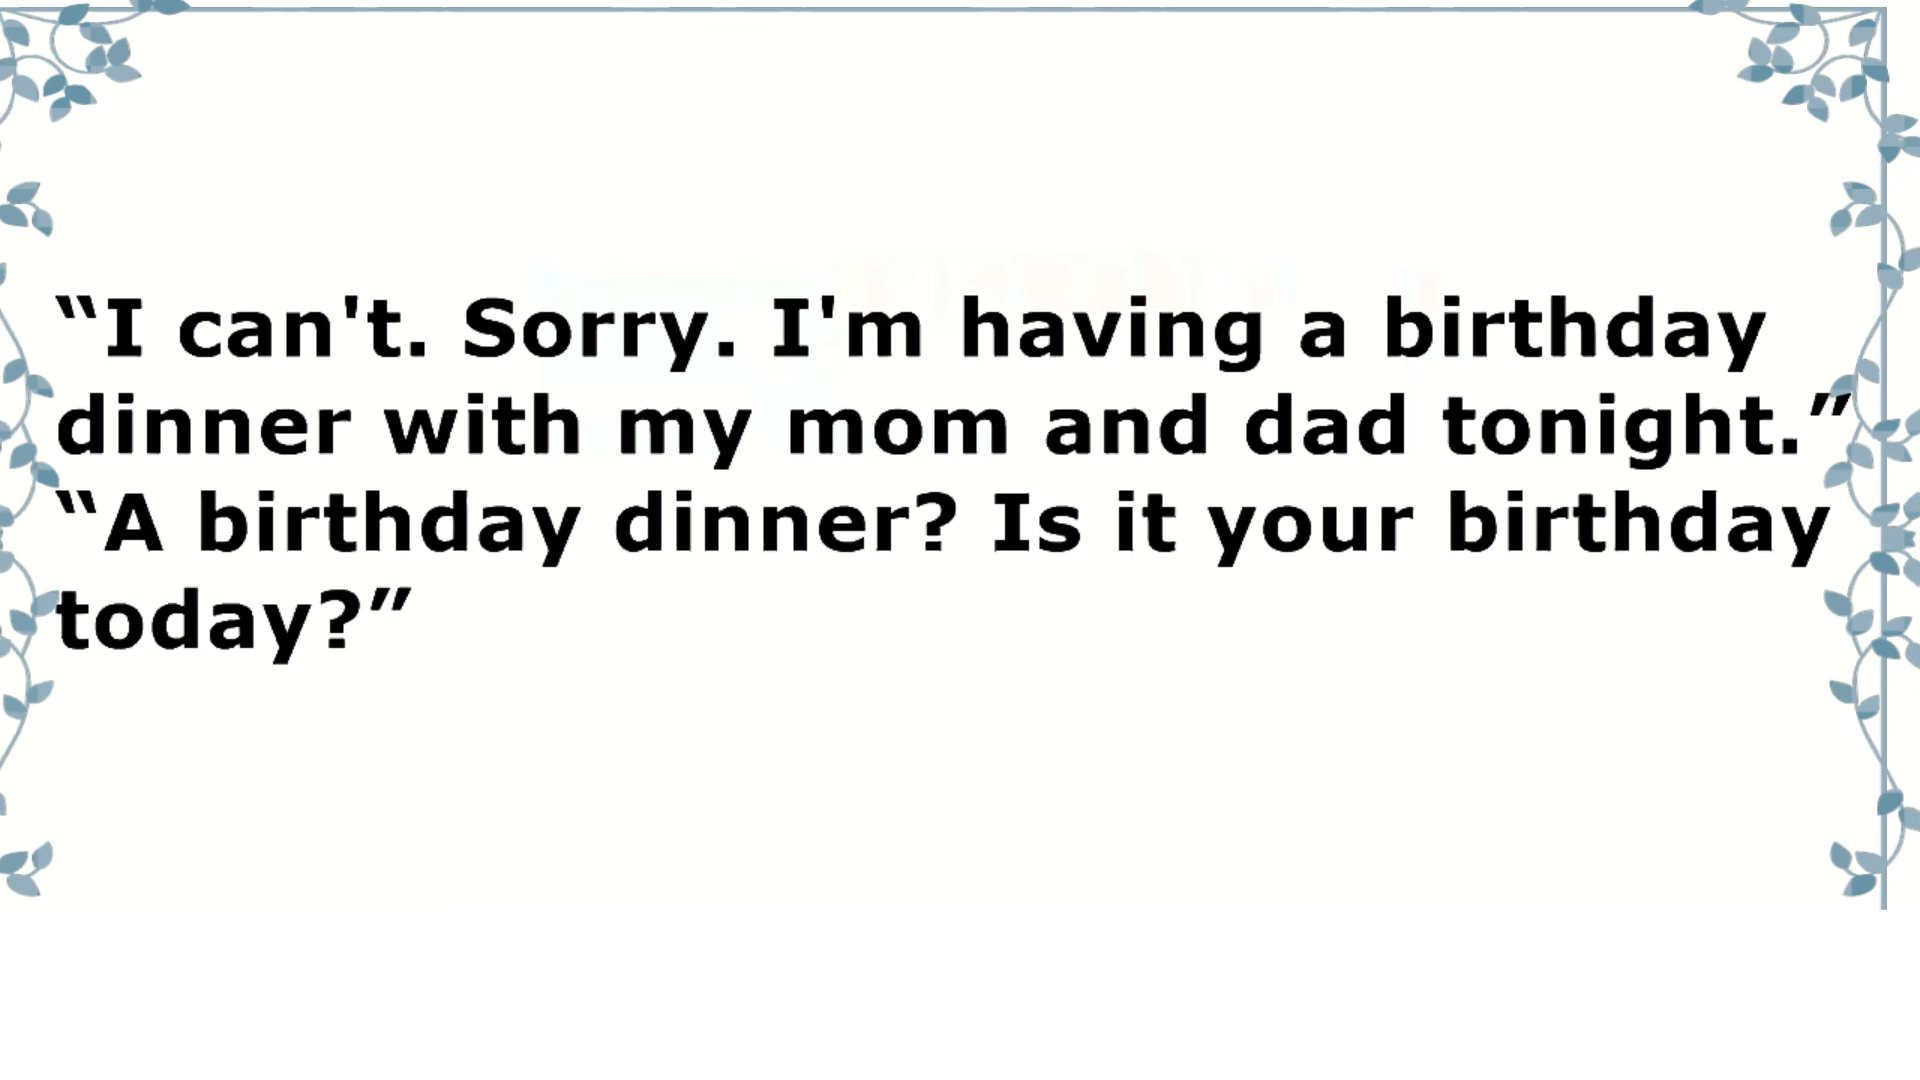 “I can't. Sorry. I'm having a birthday
dinner with my mom and dad tonight.”
“A birthday dinner? Is it your birthday
today?”